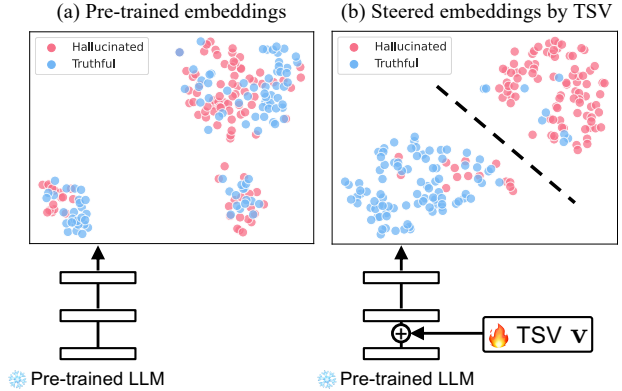 (a) Pre-trained embeddings
Hallucinated
Truthful
Pre-trained LLM
(b) Steered embeddings by TSV
Hallucinated
Truthful
TSV v
Pre-trained LLM